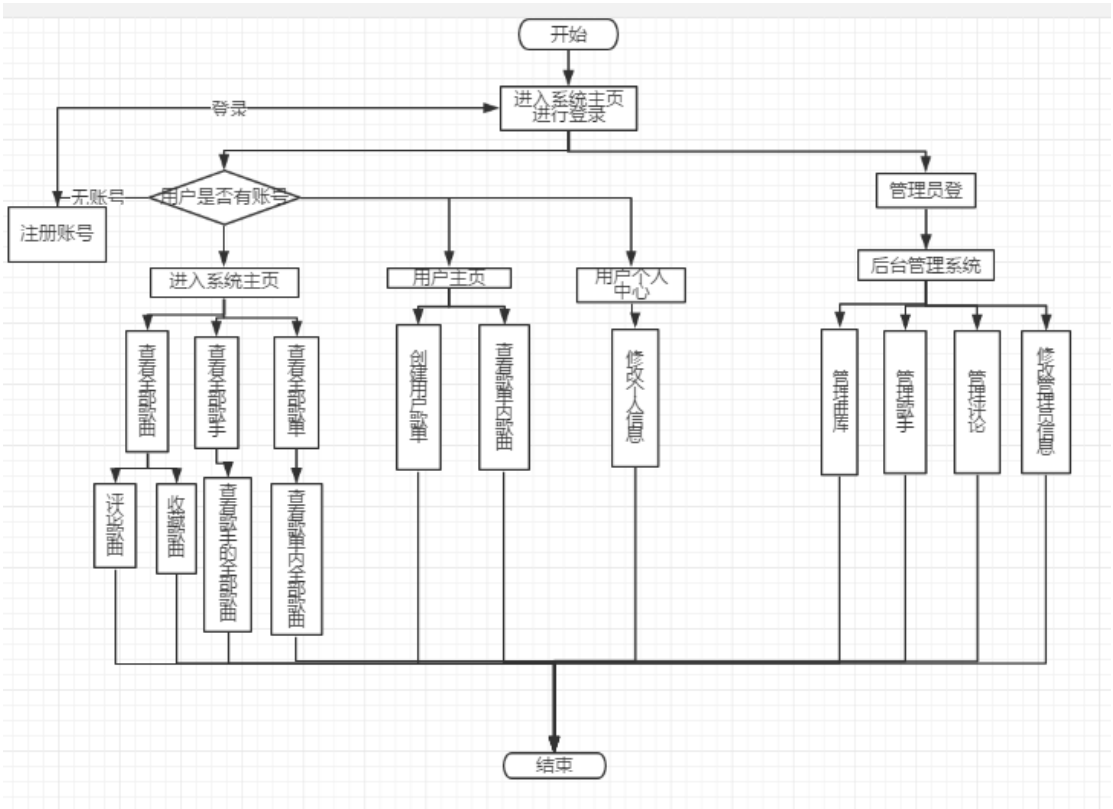 开始
进入系统主页
进行登录
登录
无账号
用户是否有账号
管理员登
注册账号
进入系统主页
用户主页
用户个人
中心
后台管理系统
查看全部歌曲
查看全部歌手
查看全部歌单
创建用户歌单
查看歌单内歌曲
修改个人信息
管理曲库
管理歌手
管理评论
修改管理员信息
评论歌曲
收藏歌曲
查看歌手的全部歌曲
查看歌单内全部歌曲
结束